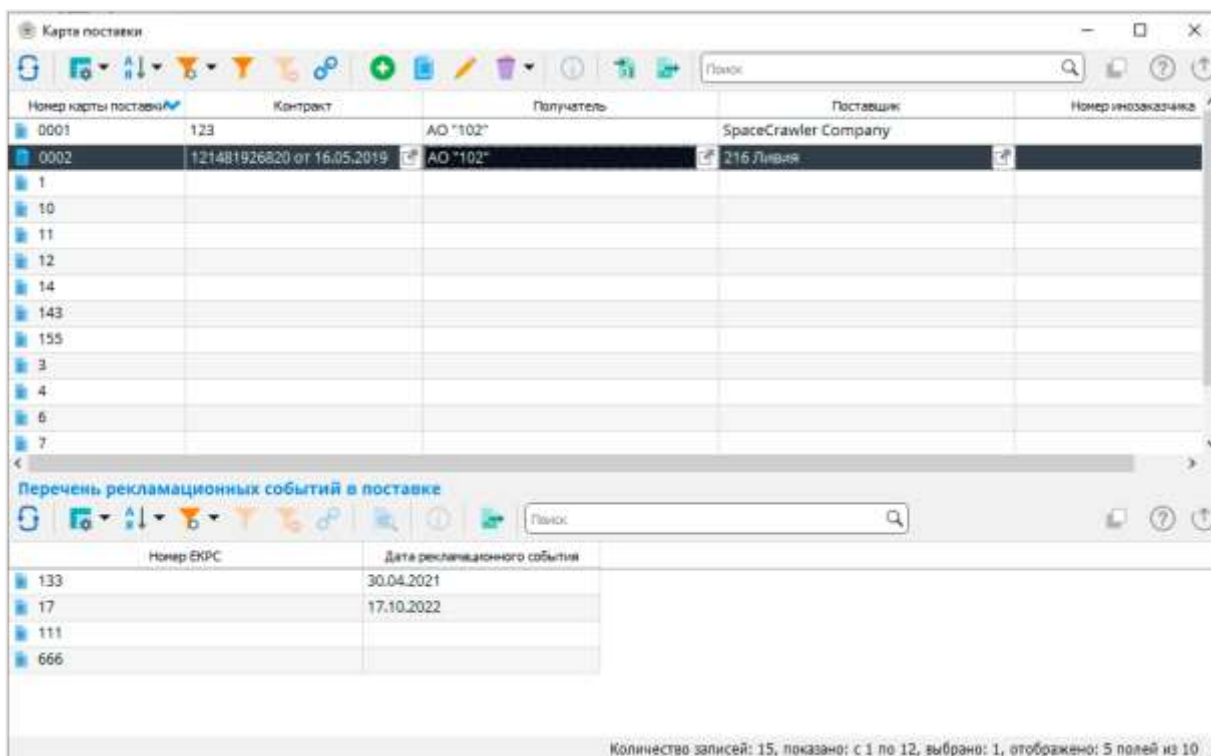 Карта поставки
Поиск
Номер карты поставки Контракт Получатель Поставщик Номер инозаказчика
0001 123 АО "102" SpaceCrawler Company
0002 121481926820 от 16.05.2019 АО "102" 216 Ливия
1
10
11
12
14
143
155
3
4
6
7
Перечень рекламационных событий в поставке
Поиск
Номер ЕКРС Дата рекламационного события
133 30.04.2021
17 17.10.2022
111
666
Количество записей: 15, показано: с 1 по 12, выбрано: 1, отображено: 5 полей из 10